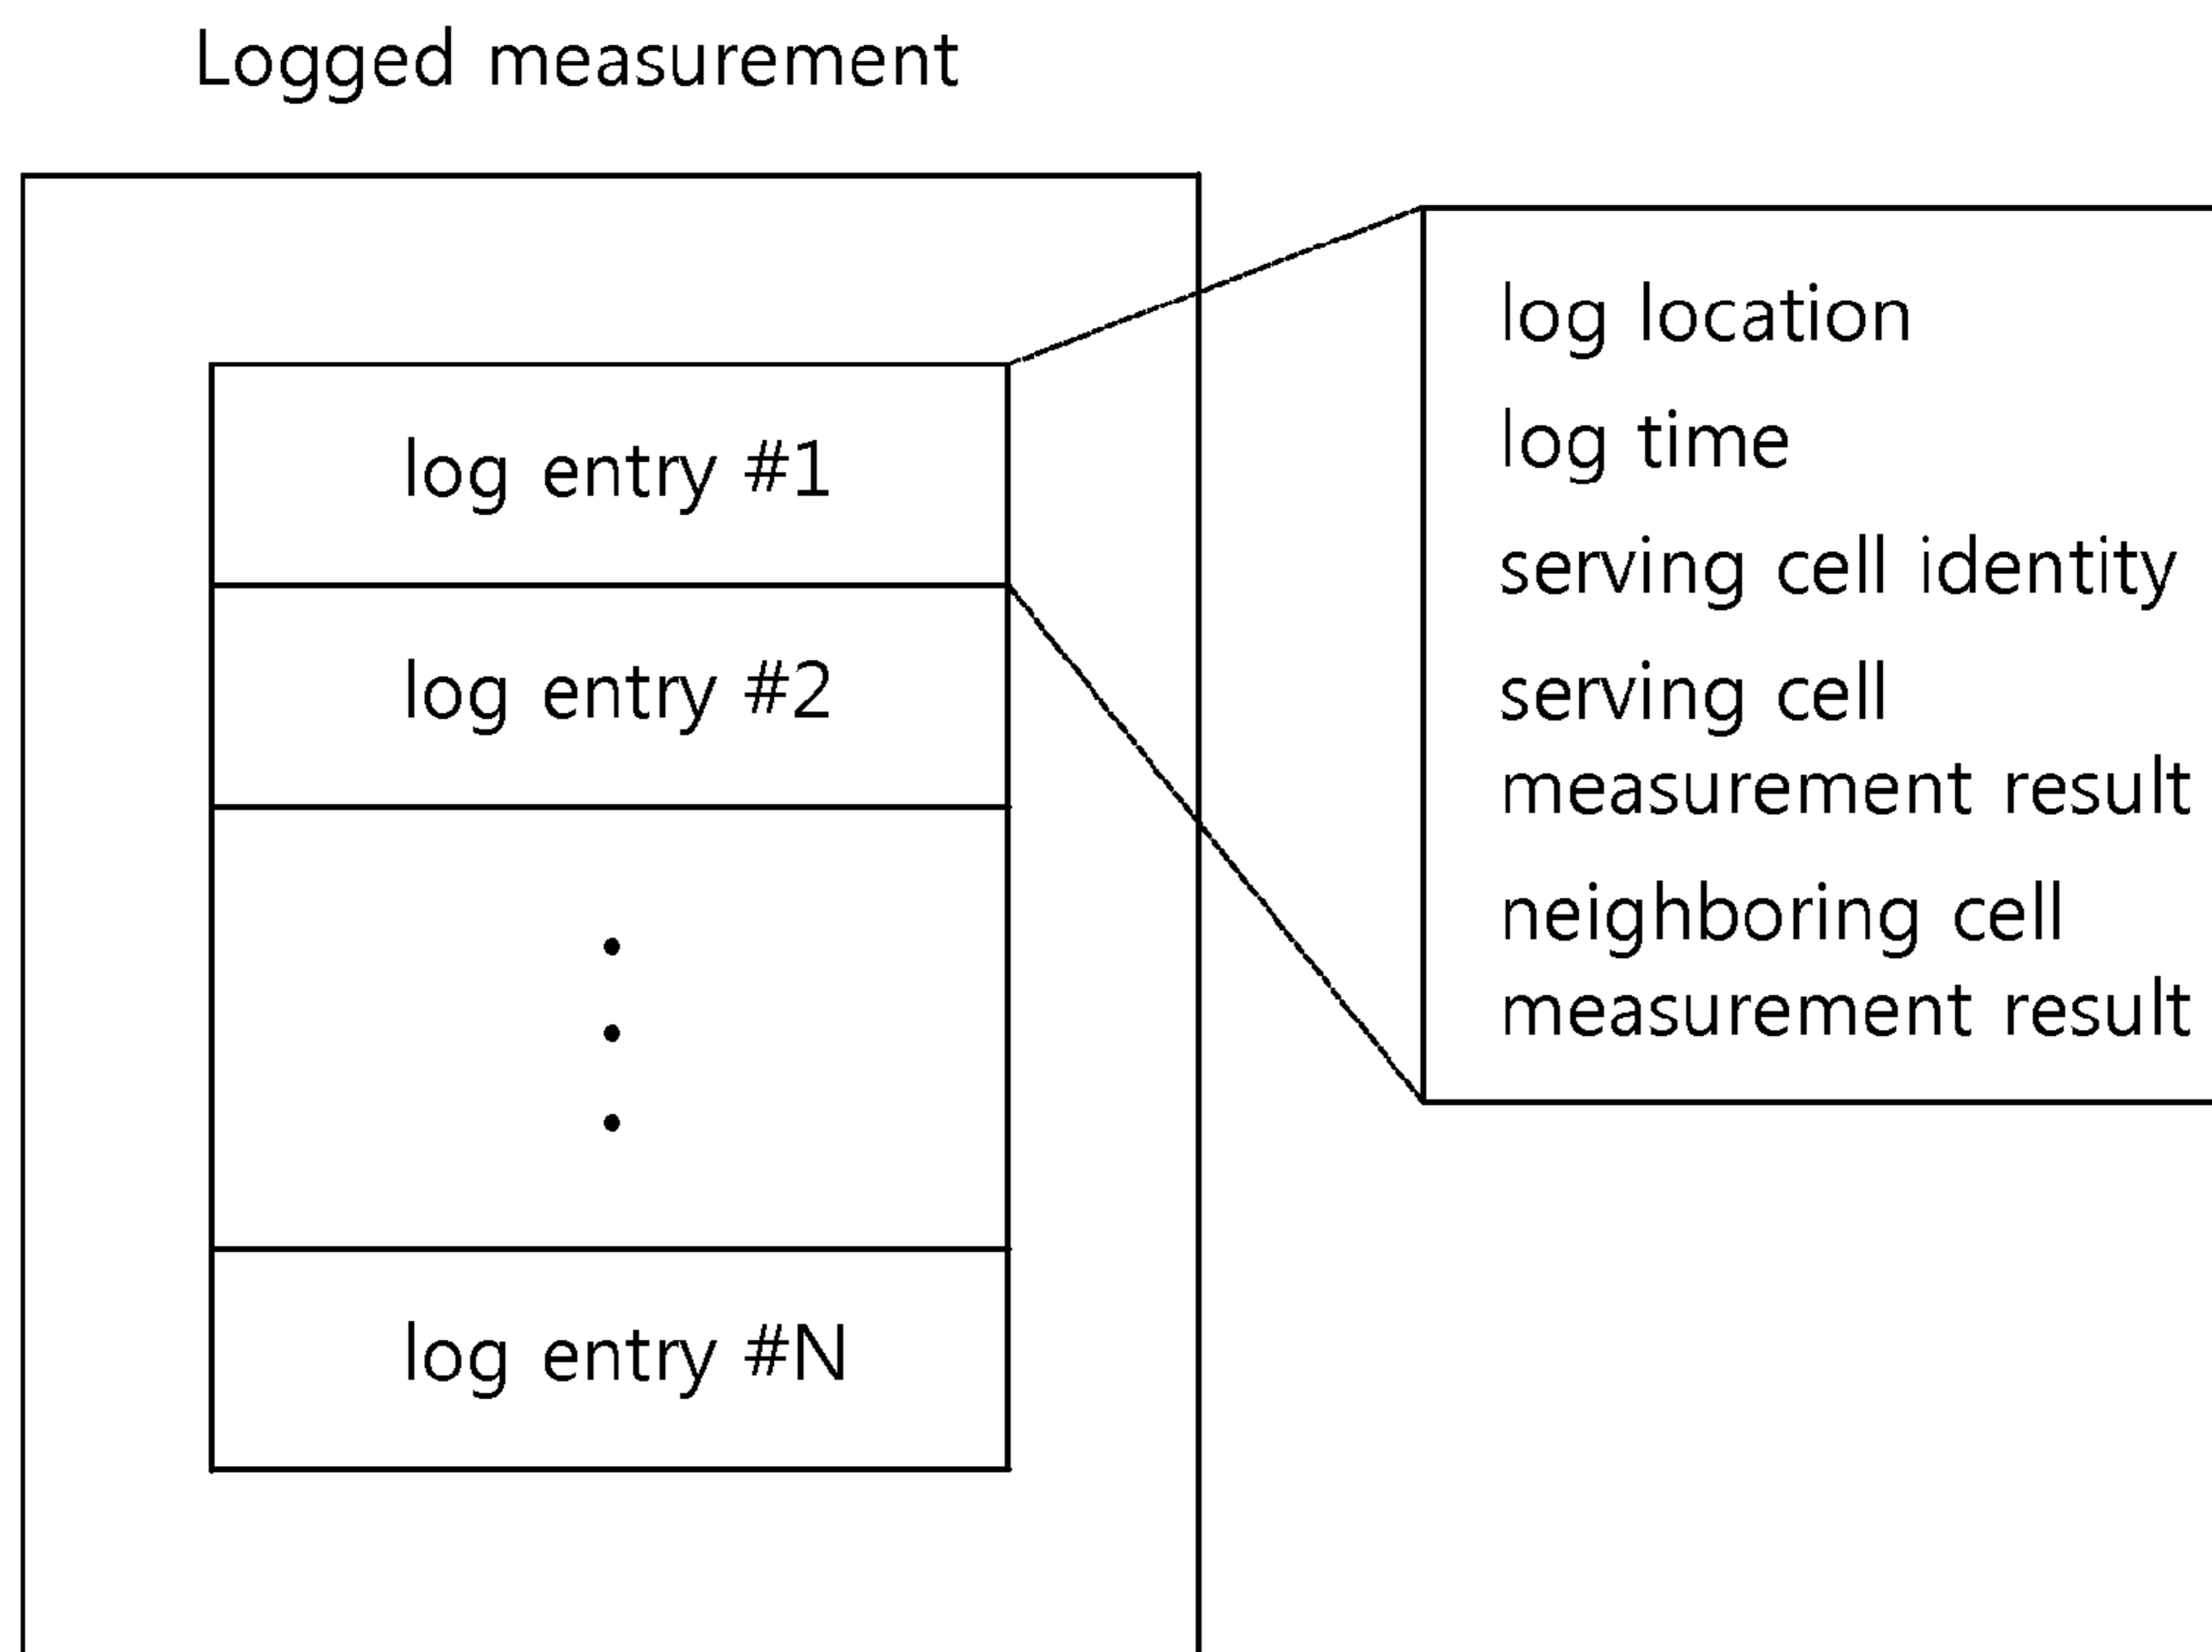 Logged measurement
log entry #1
log entry #2
log entry #N
log location
log time
serving cell identity
serving cell
measurement result
neighboring cell
measurement result